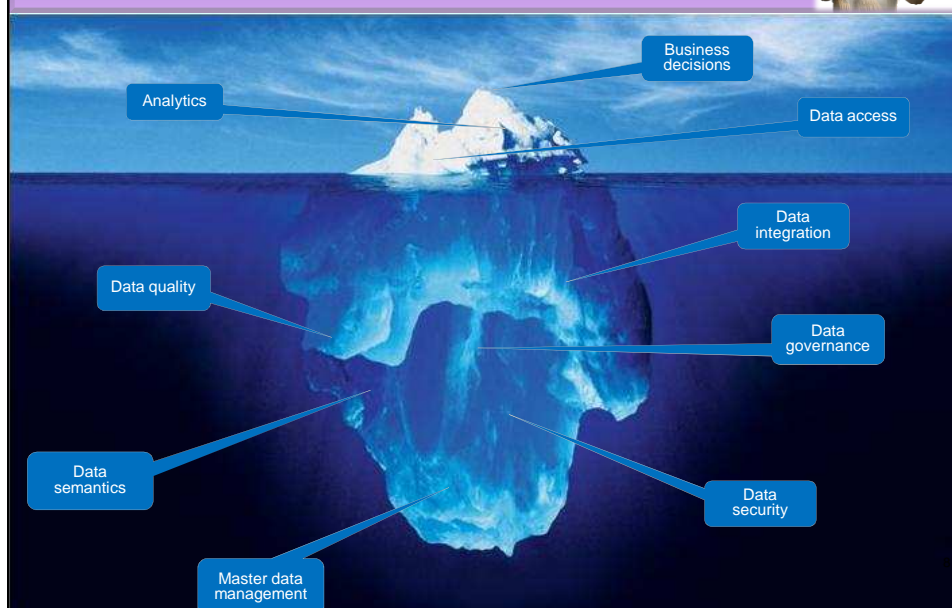 Business
decisions
Analytics
Data access
Data
integration
Data quality
Data
governance
Data
semantics
Data
security
Master data
management